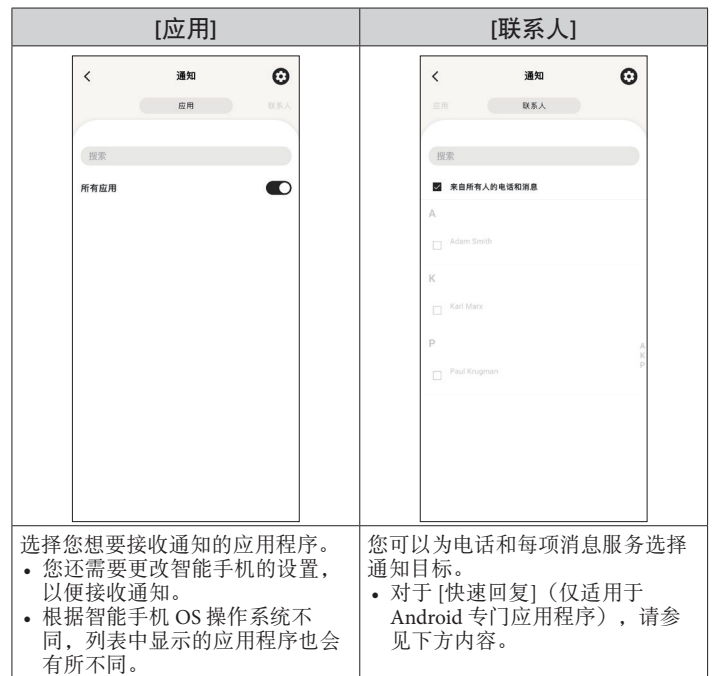 [应用]
[联系人]
通知
应用
联系人
搜索
所有应用
通知
应用
联系人
搜索
来自所有人的电话和消息
A
Adam Smith
K
Karl Marx
P
Paul Krugman
A
K
P
选择您想要接收通知的应用程序。
• 您还需要更改智能手机的设置，
以便接收通知。
• 根据智能手机 OS 操作系统不
同，列表中显示的应用程序也会
有所不同。
您可以为电话和每项消息服务选择
通知目标。
• 对于 [快速回复]（仅适用于
Android 专门应用程序），请参
见下方内容。